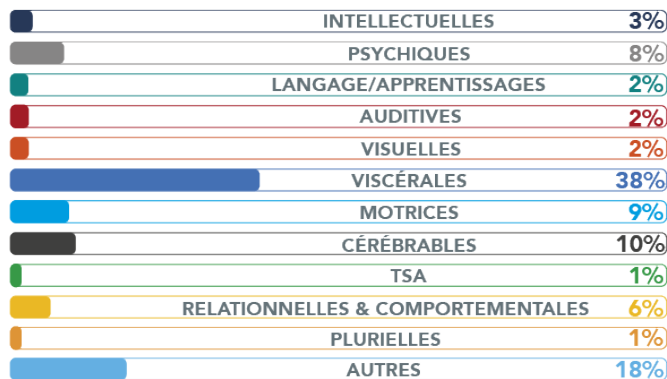 INTELLECTUELLES 3%
PSYCHIQUES 8%
LANGAGE/APPRENTISSAGES 2%
AUDITIVES 2%
VISUELLES 2%
VISCÉRALES 38%
MOTRICES 9%
CÉRÉBRABLES 10%
TSA 1%
RELATIONNELLES & COMPORTEMENTALES 6%
PLURIELLES 1%
AUTRES 18%